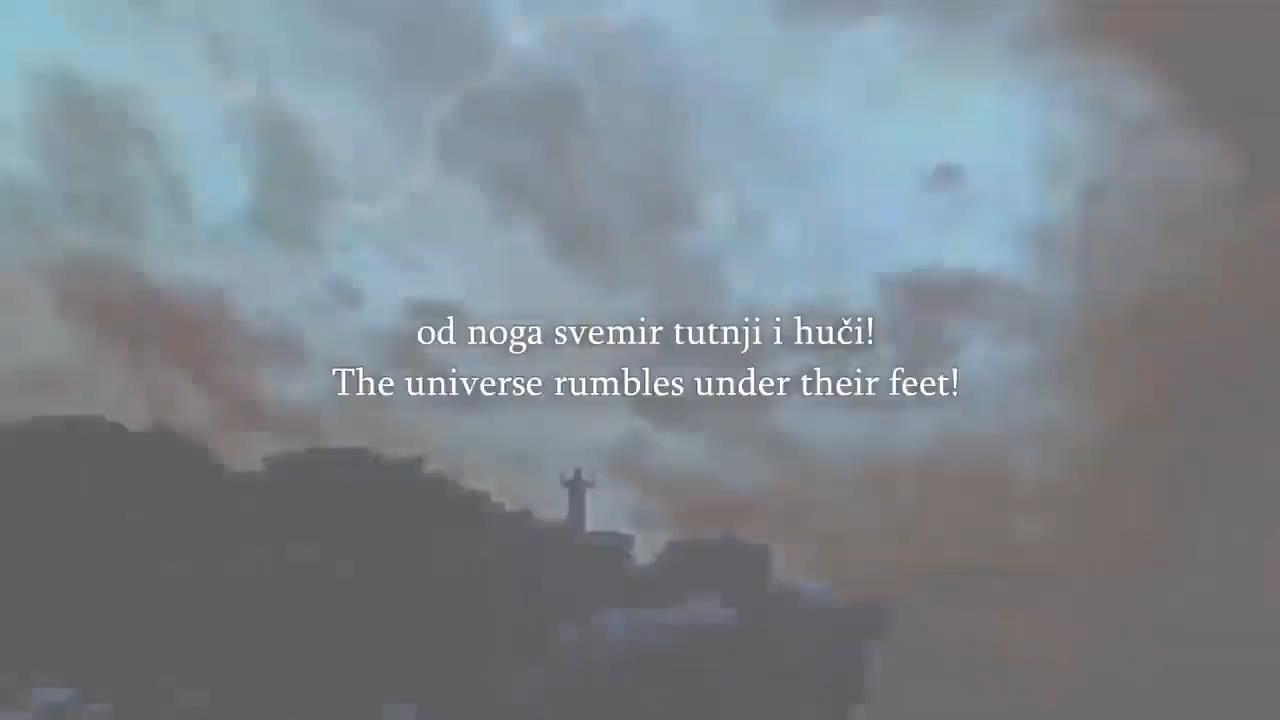 od noga svemir tutnji i huči!
The universe rumbles under their feet!